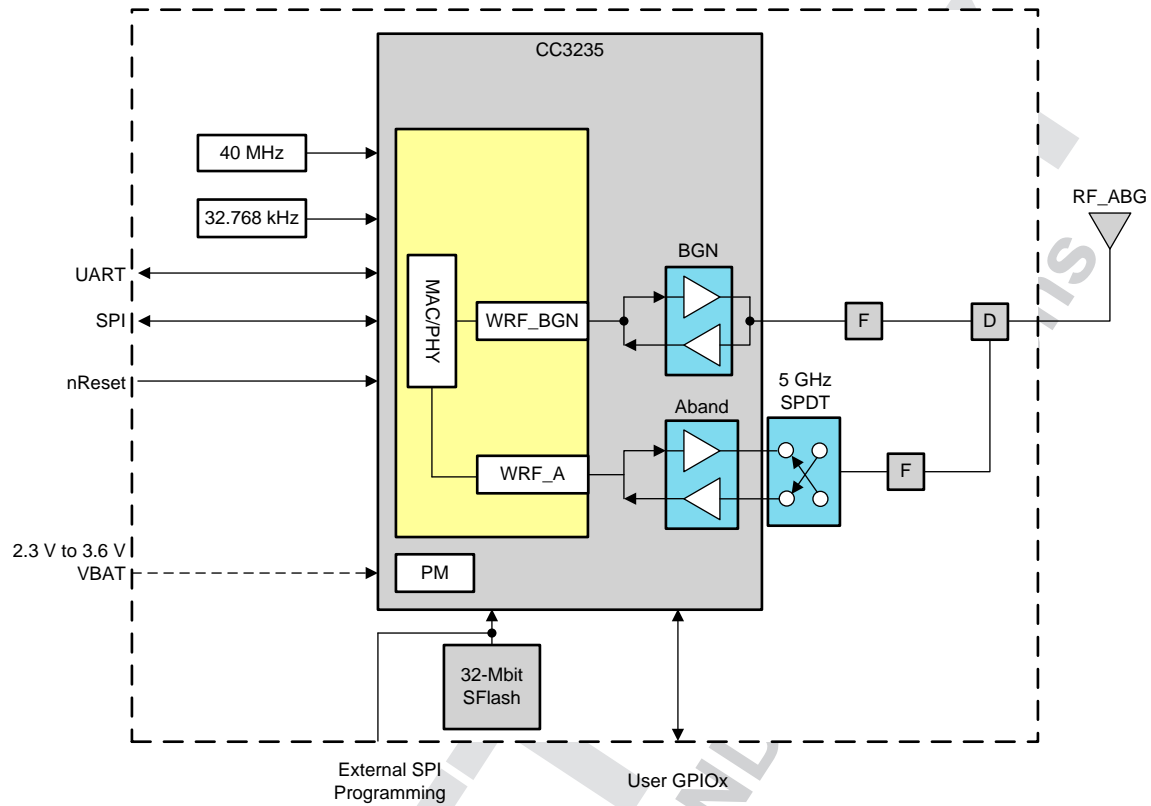 CC3235
40 MHz
32.768 kHz
UART
SPI
nReset
MAC/PHY
WRF_BGN
WRF_A
BGN
Aband
5 GHz
SPDT
F
D
F
RF_ABG
2.3 V to 3.6 V
VBAT
PM
32-Mbit
SFlash
External SPI
Programming
User GPIOx